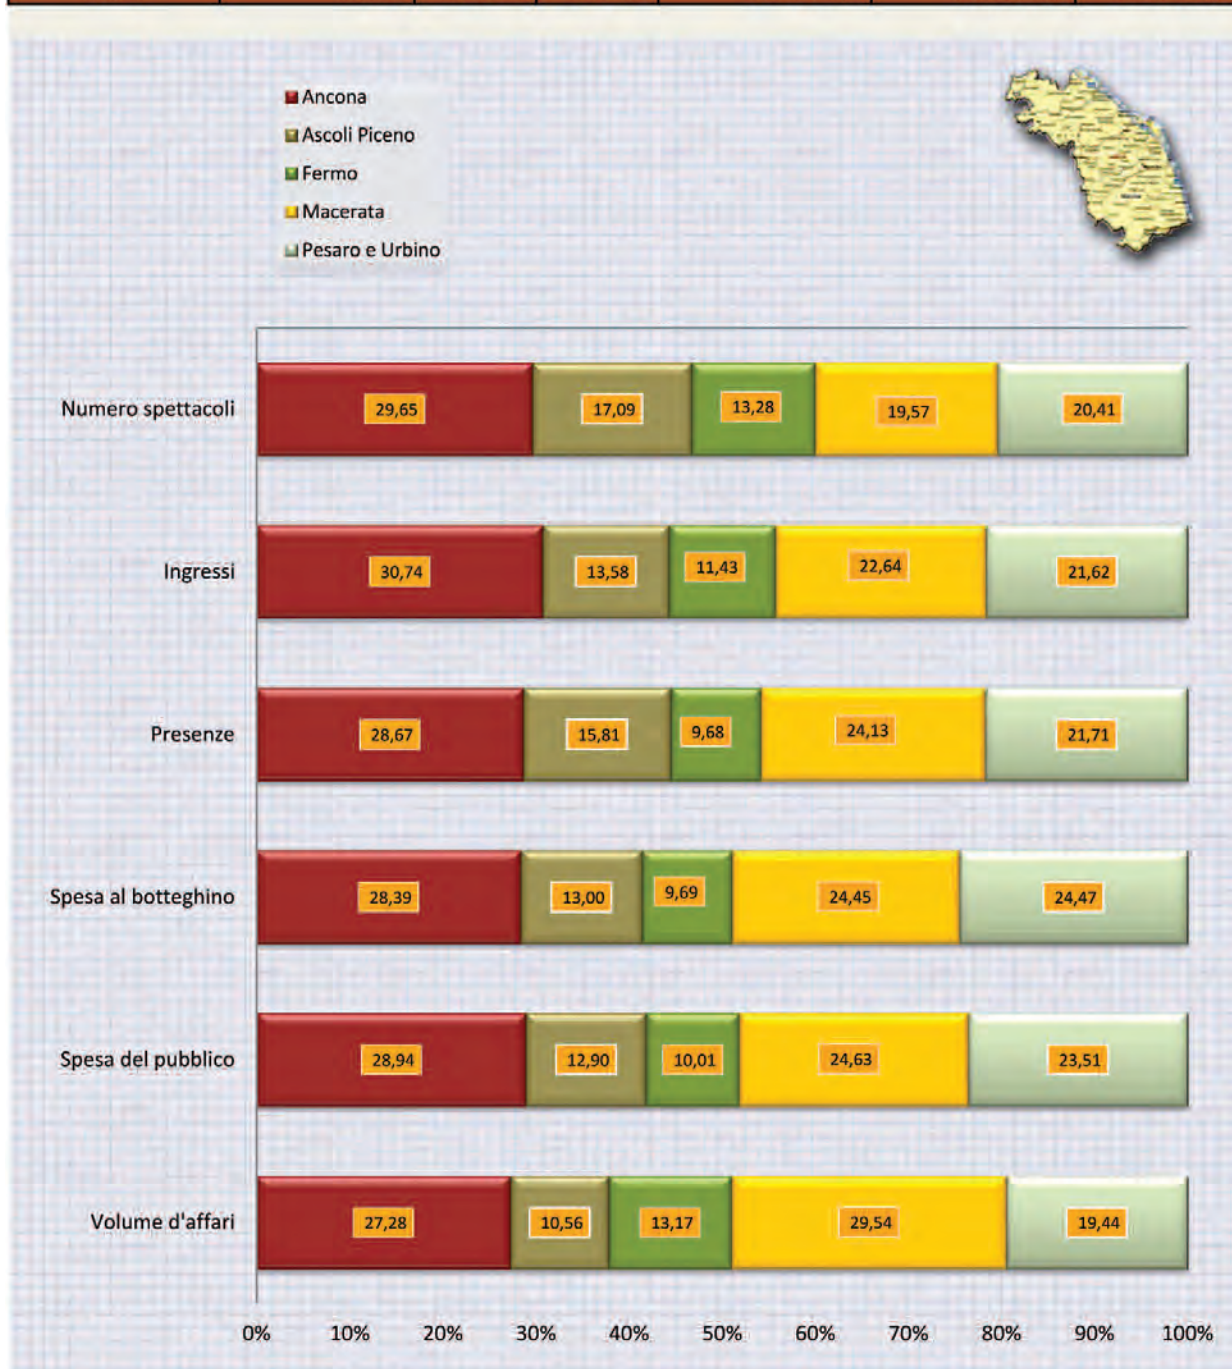 Ancona
Ascoli Piceno
Fermo
Macerata
Pesaro e Urbino
Numero spettacoli 29,65 17,09 13,28 19,57 20,41
Ingressi 30,74 13,58 11,43 22,64 21,62
Presenze 28,67 15,81 9,68 24,13 21,71
Spesa al botteghino 28,39 13,00 9,69 24,45 24,47
Spesa del pubblico 28,94 12,90 10,01 24,63 23,51
Volume d'affari 27,28 10,56 13,17 29,54 19,44
0% 10% 20% 30% 40% 50% 60% 70% 80% 90% 100%